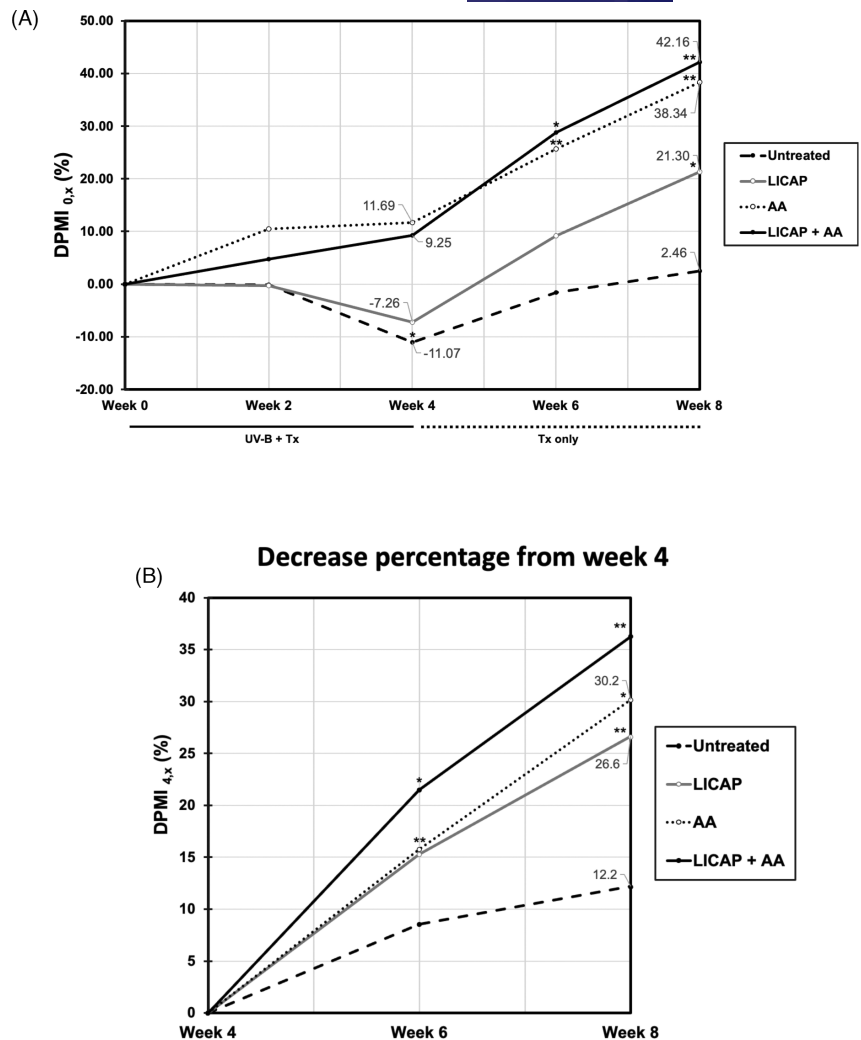 (A)
50.00
40.00
30.00
20.00
10.00
0.00
-10.00
-20.00
DPMI 0,x (%)
42.16
**
**
38.34
*
**
21.30
*
11.69
9.25
2.46
-7.26
*
-11.07
Week 0 Week 2 Week 4 Week 6 Week 8
UV-B + Tx Tx only
Untreated
LICAP
AA
LICAP + AA
Decrease percentage from week 4
(B)
40
35
30
25
20
15
10
5
0
DPMI 4,x (%)
**
30.2
*
**
26.6
*
**
12.2
Week 4 Week 6 Week 8
Untreated
LICAP
AA
LICAP + AA